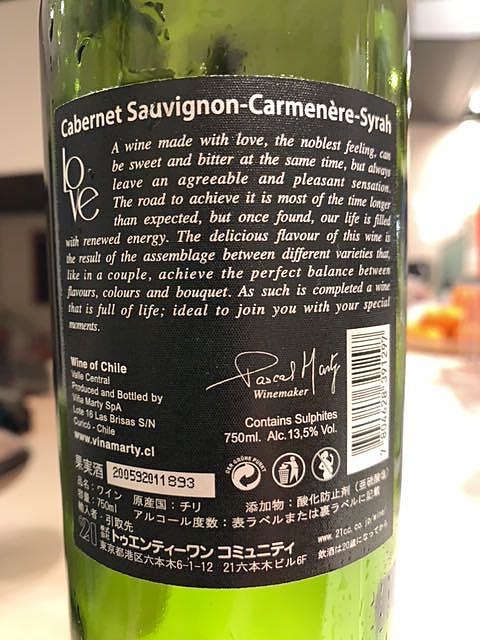 Cabernet Sauvignon-Carmenère-Syrah
love
A wine made with love, the noblest feeling, can
be sweet and bitter at the same time, but always
leave an agreeable and pleasant sensation.
The road to achieve it is most of the time longer
than expected, but once found, our life is filled
with renewed energy. The delicious flavour of this wine is
the result of the assemblage between different varieties that,
like in a couple, achieve the perfect balance between
flavours, colours and bouquet. As such is completed a wine
that is full of life; ideal to join you with your special
moments.
Wine of Chile
Valle Central
Produced and Bottled by
Viña Marty SpA
Lote 16 Las Brisas S/N
Curicó - Chile
www.vinamarty.cl
Pascal Marty
Winemaker
Contains Sulphites
750ml. Alc.13,5% Vol.
DER GRÜNE PUNKT
果実酒 200592011893
品名:ワイン 原産国:チリ 添加物:酸化防止剤(亜硫酸塩)
容量:750ml アルコール度数:表ラベルまたは裏ラベルに記載
輸入者・引取先
株式会社 トゥエンティーワン コミュニティ www.21cc.co.jp/wine/
東京都港区六本木6-1-12 21六本木ビル6F 飲酒は20歳になってから